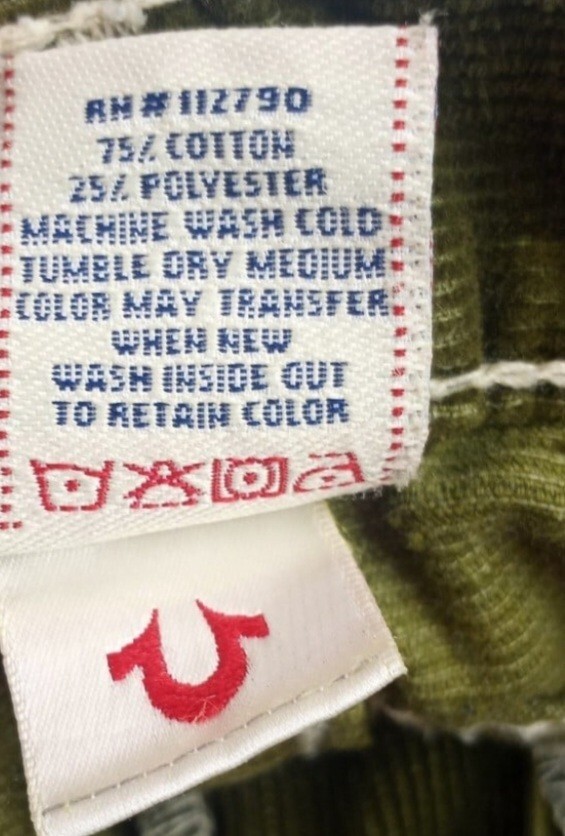 RN#112790
75% COTTON
25% POLYESTER
MACHINE WASH COLD
TUMBLE DRY MEDIUM
COLOR MAY TRANSFER
WHEN NEW
WASH INSIDE OUT
TO RETAIN COLOR